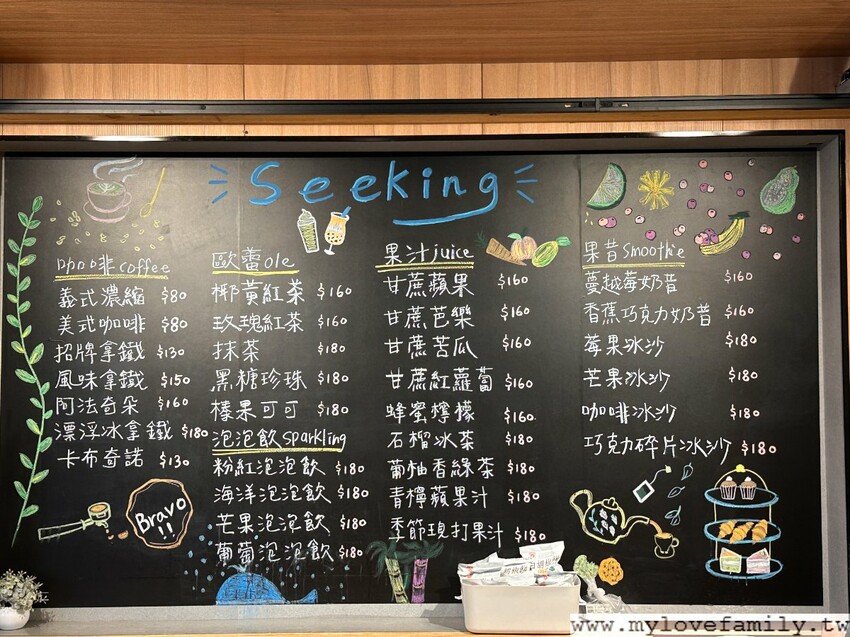 Seeking
咖啡coffee
義式濃縮 $80
美式咖啡 $80
招牌拿鐵 $130
風味拿鐵 $150
阿法奇朵 $160
漂浮冰拿鐵 $180
卡布奇諾 $130
Bravo
!!
歐蕾ole
椰黃紅茶 $160
玫瑰紅茶 $160
抹茶 $180
黑糖珍珠 $180
榛果可可 $180
泡泡飲sparkling
粉紅泡泡飲 $180
海洋泡泡飲 $180
芒果泡泡飲 $180
葡萄泡泡飲 $180
果汁juice
甘蔗蘋果 $160
甘蔗芭樂 $160
甘蔗苦瓜 $160
甘蔗紅蘿蔔 $160
蜂蜜檸檬 $160
石榴冰茶 $180
葡柚香綠茶 $180
青檸蘋果汁 $180
季節現打果汁 $180
果昔Smoothie
蔓越莓奶昔 $160
香蕉巧克力奶昔 $160
莓果冰沙 $180
芒果冰沙 $180
咖啡冰沙 $180
巧克力碎片冰沙 $180
www.mylovefamily.tw